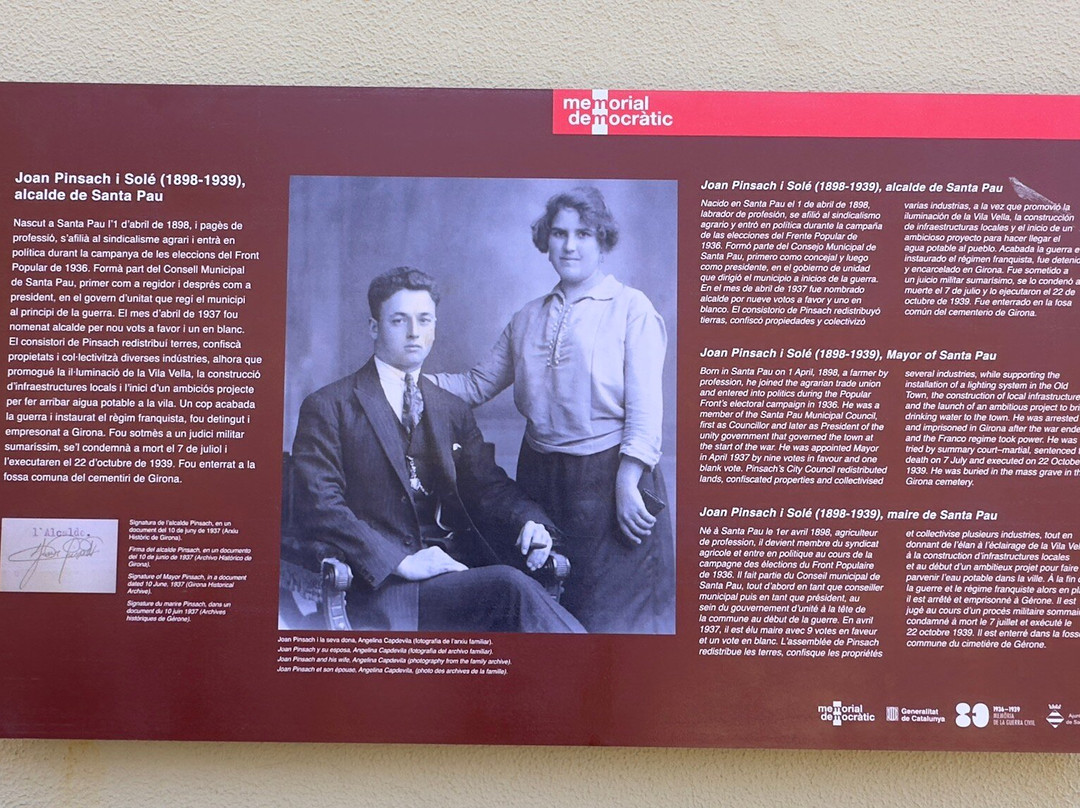 memorial
democràtic
Joan Pinsach i Solé (1898-1939),
alcalde de Santa Pau
Nascut a Santa Pau l'1 d'abril de 1898, i pagès de
professió, s'afilià al sindicalisme agrari i entrà en
política durant la campanya de les eleccions del Front
Popular de 1936. Formà part del Consell Municipal
de Santa Pau, primer com a regidor i després com a
president, en el govern d'unitat que regí el municipi
al principi de la guerra. El mes d'abril de 1937 fou
nomenat alcalde per nou vots a favor i un en blanc.
El consistori de Pinsach redistribuí terres, confiscà
propietats i col·lectivitzà diverses indústries, alhora que
promogué la il·luminació de la Vila Vella, la construcció
d'infraestructures locals i l'inici d'un ambiciós projecte
per fer arribar aigua potable a la vila. Un cop acabada
la guerra i instaurat el règim franquista, fou detingut i
empresonat a Girona. Fou sotmès a un judici militar
sumaríssim, se'l condemnà a mort el 7 de juliol i
l'executaren el 22 d'octubre de 1939. Fou enterrat a la
fossa comuna del cementiri de Girona.
l'Alcalde,
Signatura de l'alcalde Pinsach, en un
document del 10 de juny de 1937 (Arxiu
Històric de Girona).
Firma del alcalde Pinsach, en un documento
del 10 de junio de 1937 (Archivo Histórico de
Girona).
Signature of Mayor Pinsach, in a document
dated 10 June, 1937 (Girona Historical
Archive).
Signature du marire Pinsach, dans un
document du 10 juin 1937 (Archives
historiques de Gérone).
Joan Pinsach i la seva dona, Angelina Capdevila (fotografia de l'arxiu familiar).
Joan Pinsach y su esposa, Angelina Capdevila (fotografía del archivo familiar).
Joan Pinsach and his wife, Angelina Capdevila (photography from the family archive).
Joan Pinsach et son épouse, Angelina Capdevila, (photo des archives de la famille).
Joan Pinsach i Solé (1898-1939), alcalde de Santa Pau
Nacido en Santa Pau el 1 de abril de 1898,
labrador de profesión, se afilió al sindicalismo
agrario y entró en política durante la campaña
de las elecciones del Frente Popular de
1936. Formó parte del Consejo Municipal de
Santa Pau, primero como concejal y luego
como presidente, en el gobierno de unidad
que dirigió el municipio a inicios de la guerra.
En el mes de abril de 1937 fue nombrado
alcalde por nueve votos a favor y uno en
blanco. El consistorio de Pinsach redistribuyó
tierras, confiscó propiedades y colectivizó
varias industrias, a la vez que promovió la
iluminación de la Vila Vella, la construcción
de infraestructuras locales y el inicio de un
ambicioso proyecto para hacer llegar el
agua potable al pueblo. Acabada la guerra e
instaurado el régimen franquista, fue detenid
y encarcelado en Girona. Fue sometido a
un juicio militar sumarísimo, se lo condenó a
muerte el 7 de julio y lo ejecutaron el 22 de
octubre de 1939. Fue enterrado en la fosa
común del cementerio de Girona.
Joan Pinsach i Solé (1898-1939), Mayor of Santa Pau
Born in Santa Pau on 1 April, 1898, a farmer by
profession, he joined the agrarian trade union
and entered into politics during the Popular
Front's electoral campaign in 1936. He was a
member of the Santa Pau Municipal Council,
first as Councillor and later as President of the
unity government that governed the town at
the start of the war. He was appointed Mayor
in April 1937 by nine votes in favour and one
blank vote. Pinsach's City Council redistributed
lands, confiscated properties and collectivised
several industries, while supporting the
installation of a lighting system in the Old
Town, the construction of local infrastructure
and the launch of an ambitious project to bri
drinking water to the town. He was arrested
and imprisoned in Girona after the war ende
and the Franco regime took power. He was
tried by summary court–martial, sentenced t
death on 7 July and executed on 22 October
1939. He was buried in the mass grave in th
Girona cemetery.
Joan Pinsach i Solé (1898-1939), maire de Santa Pau
Né à Santa Pau le 1er avril 1898, agriculteur
de profession, il devient membre du syndicat
agricole et entre en politique au cours de la
campagne des élections du Front Populaire
de 1936. Il fait partie du Conseil municipal de
Santa Pau, tout d'abord en tant que conseiller
municipal puis en tant que président, au
sein du gouvernement d'unité à la tête de
la commune au début de la guerre. En avril
1937, il est élu maire avec 9 votes en faveur
et un vote en blanc. L'assemblée de Pinsach
redistribue les terres, confisque les propriétés
et collectivise plusieurs industries, tout en
donnant de l'élan à l'éclairage de la Vila Vel
à la construction d'infrastructures locales
et au début d'un ambitieux projet pour faire
parvenir l'eau potable dans la ville. À la fin d
la guerre et le régime franquiste alors en pl
il est arrêté et emprisonné à Gérone. Il est
jugé au cours d'un procès militaire sommai
condamné à mort le 7 juillet et exécuté le
22 octobre 1939. Il est enterré dans la foss
commune du cimetière de Gérone.
memorial
democràtic
Generalitat
de Catalunya
80
1936-1939
MEMÒRIA
DE LA GUERRA CIVIL
Ajun
de Sa